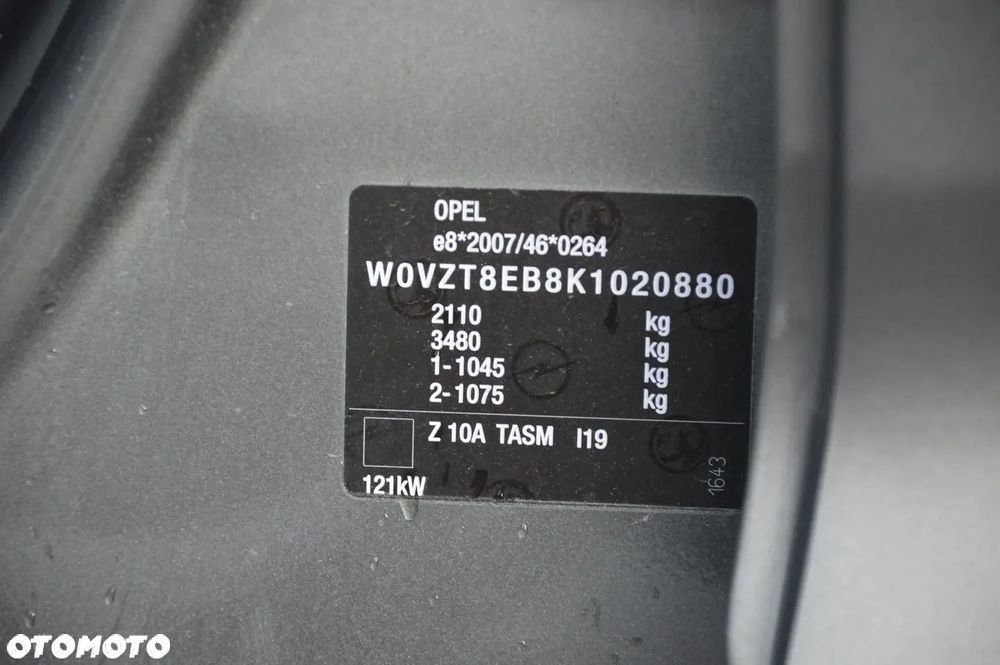 OPEL
e8*2007/46*0264
W0VZT8EB8K1020880
2110 kg
3480 kg
1-1045 kg
2-1075 kg
Z 10A TASM I19
121kW
1643
OTOMOTO